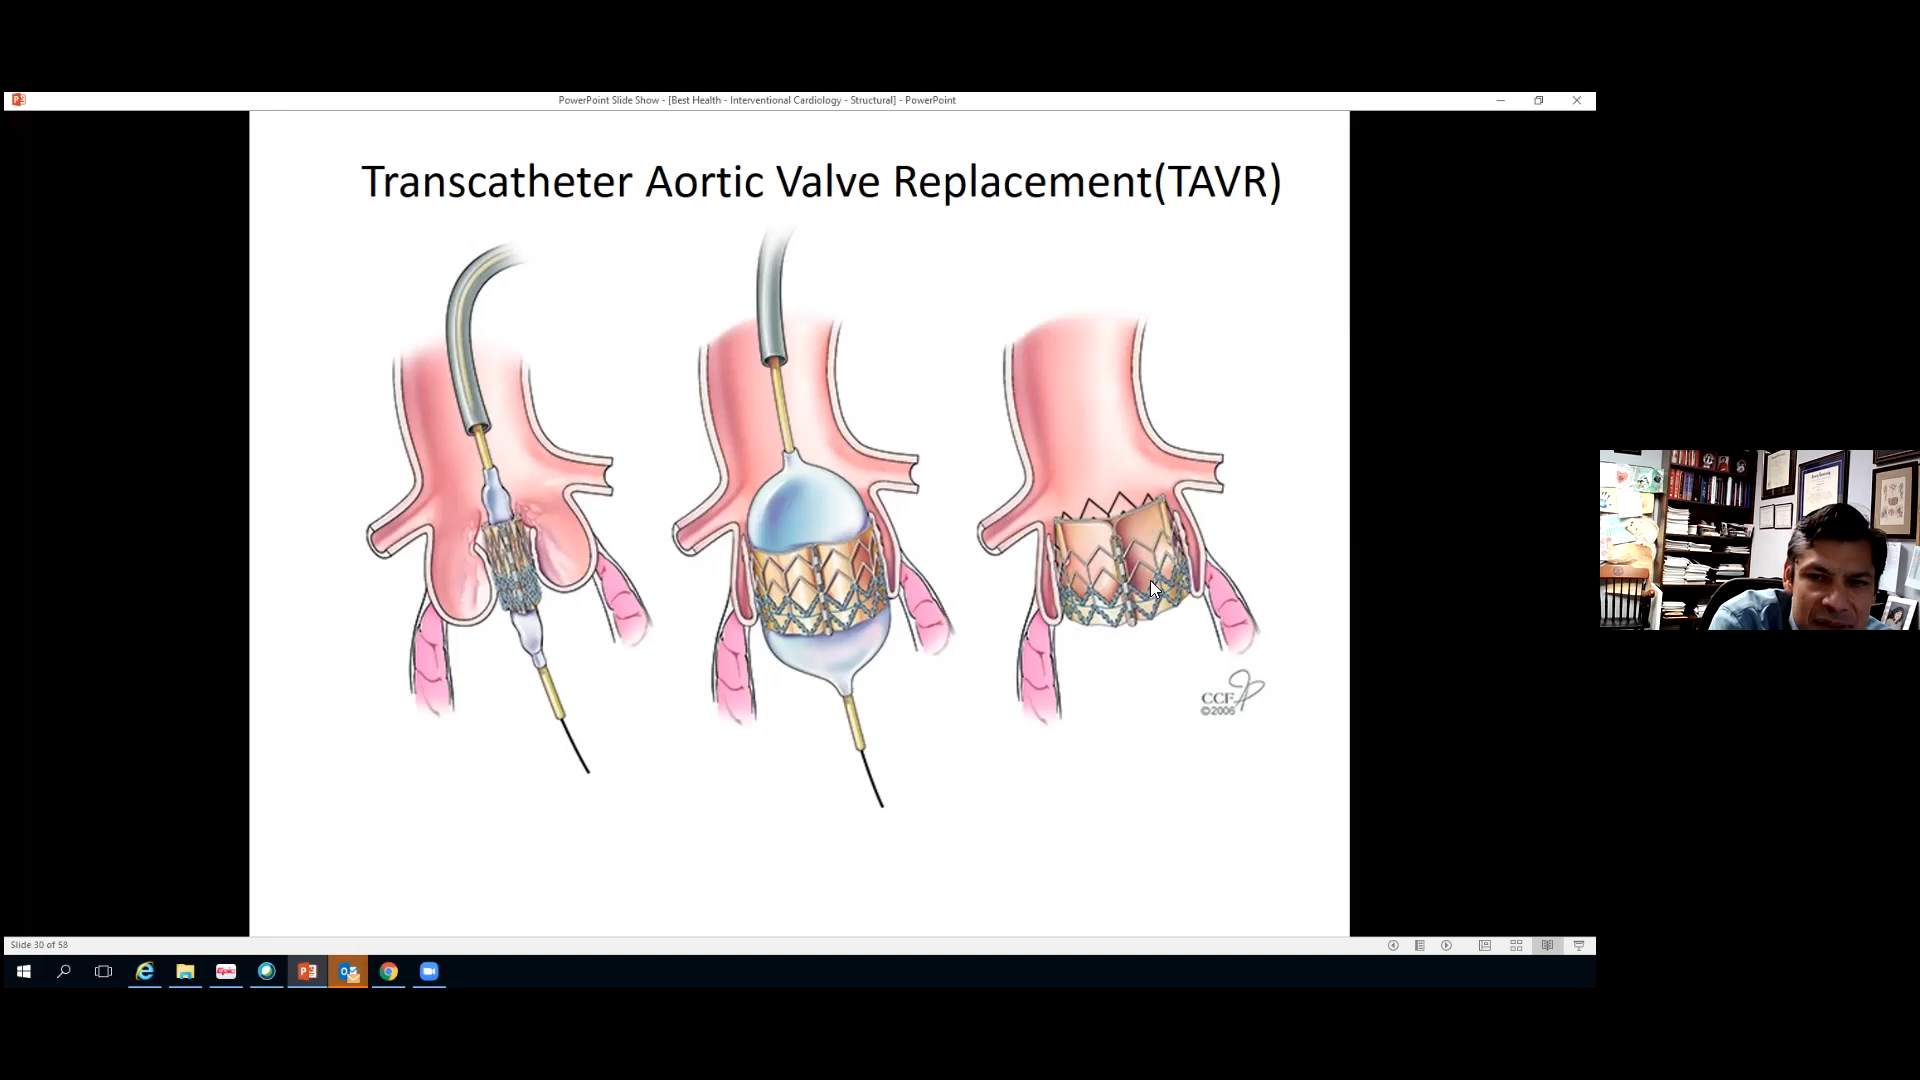 PowerPoint Slide Show - [Best Health - Interventional Cardiology - Structural] - PowerPoint
Transcatheter Aortic Valve Replacement(TAVR)
CCF
©2006
Slide 30 of 58
Epic